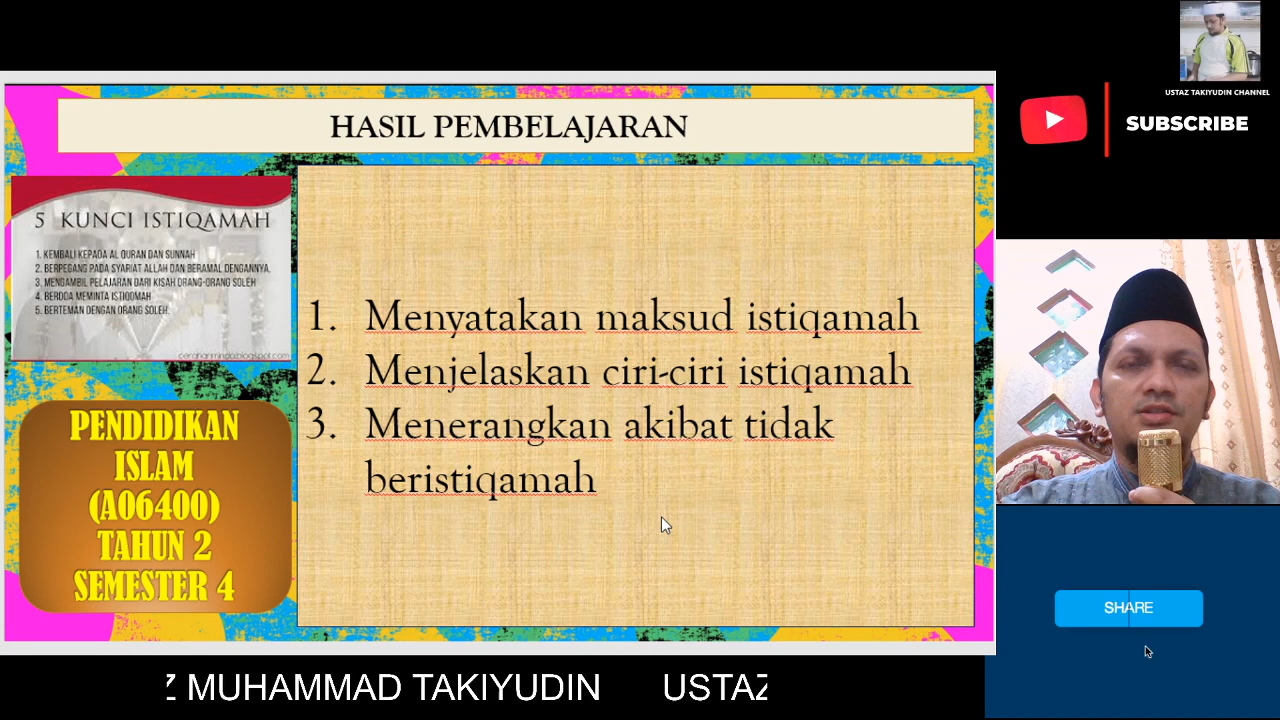 HASIL PEMBELAJARAN
5 KUNCI ISTIQAMAH
1. KEMBALI KEPADA AL QURAN DAN SUNNAH
2. BERPEGANG PADA SYARIAT ALLAH DAN BERAMAL DENGANNYA.
3. MENGAMBIL PELAJARAN DARI KISAH ORANG-ORANG SOLEH
4. BERDOA MEMINTA ISTIQOMAH
5. BERTEMAN DENGAN ORANG SOLEH.
cerahanminda.blogspot.com
PENDIDIKAN
ISLAM
(A06400)
TAHUN 2
SEMESTER 4
1. Menyatakan maksud istiqamah
2. Menjelaskan ciri-ciri istiqamah
3. Menerangkan akibat tidak
beristiqamah
USTAZ TAKIYUDIN CHANNEL
SUBSCRIBE
SHARE
Z MUHAMMAD TAKIYUDIN USTAZ